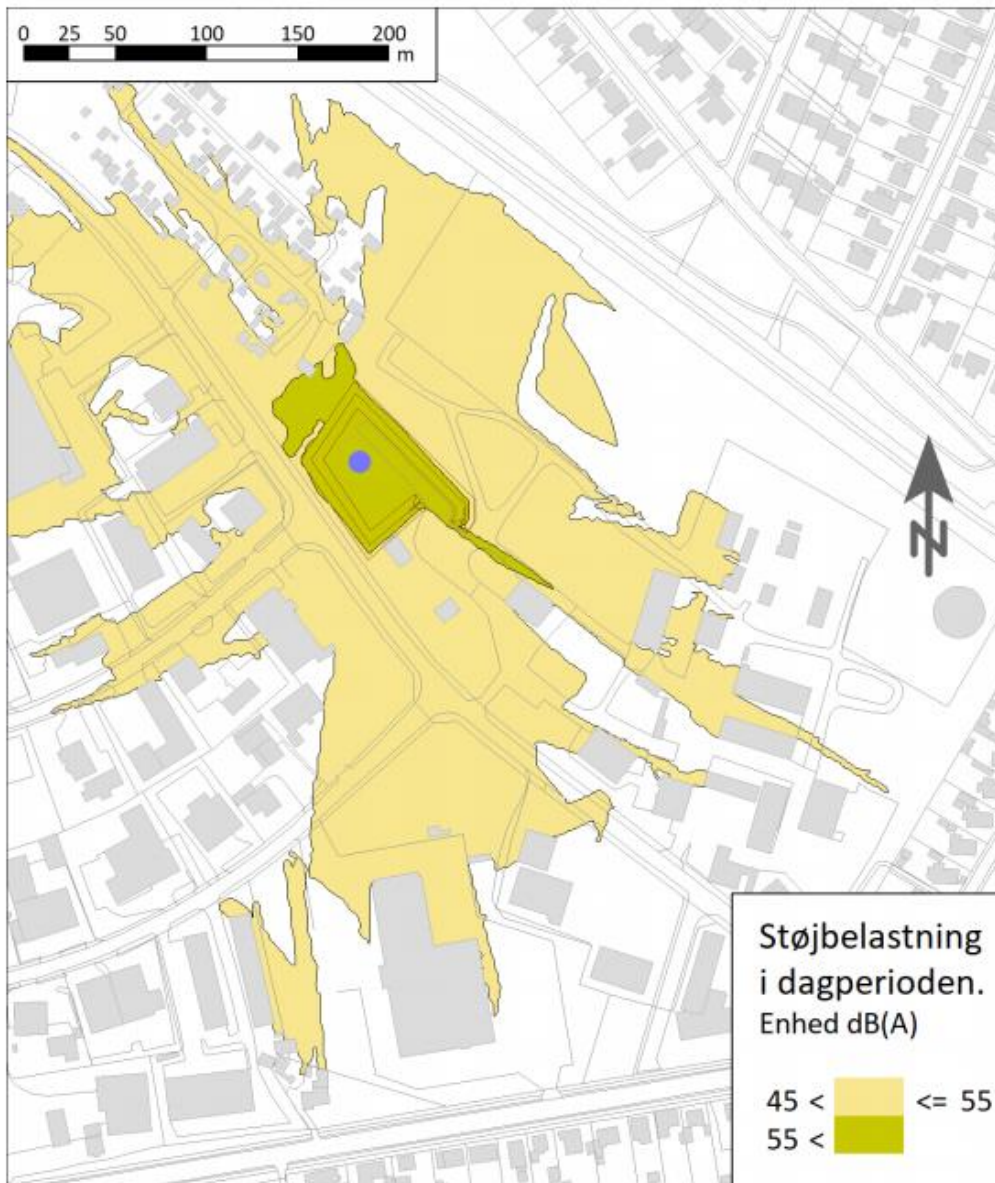 0 25 50 100 150 200
m
N
Støjbelastning
i dagperioden.
Enhed dB(A)
45 < <= 55
55 <